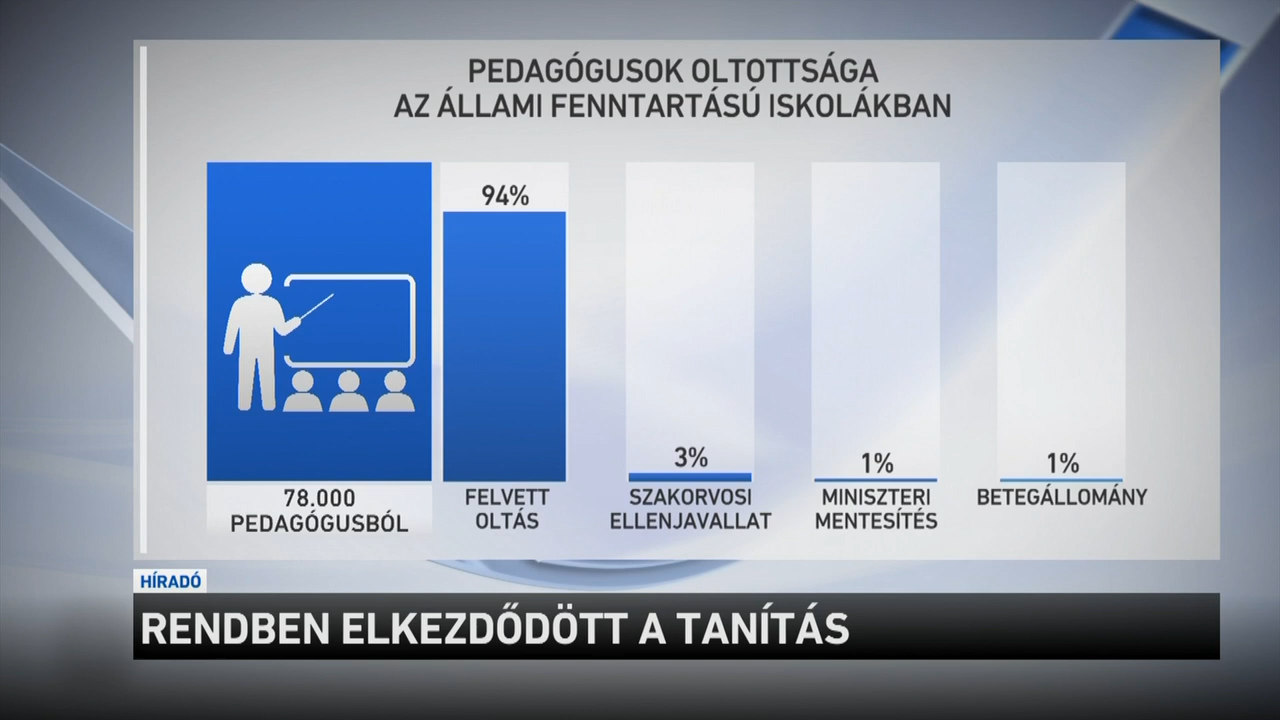 PEDAGÓGUSOK OLTOTTSÁGA
AZ ÁLLAMI FENNTARTÁSÚ ISKOLÁKBAN
78.000
PEDAGÓGUSBÓL
94%
FELVETT
OLTÁS
3%
SZAKORVOSI
ELLENJAVALLAT
1%
MINISZTERI
MENTESÍTÉS
1%
BETEGÁLLOMÁNY
HÍRADÓ
RENDBEN ELKEZDŐDÖTT A TANÍTÁS